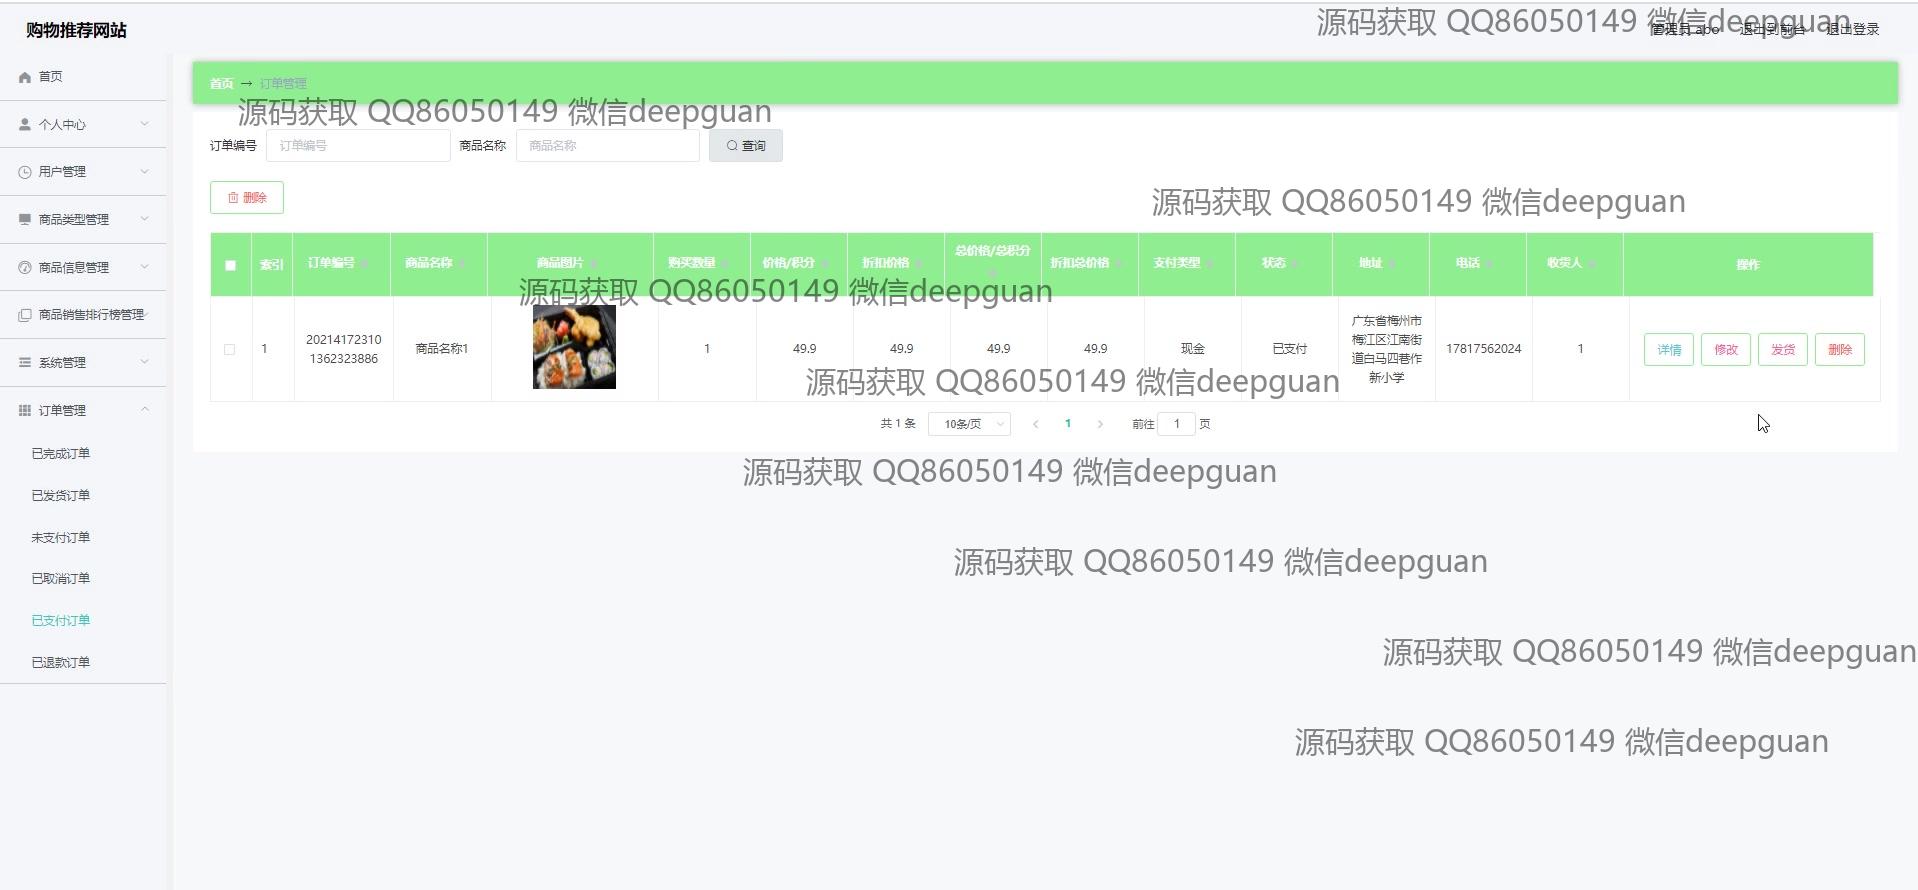 购物推荐网站
源码获取 QQ86050149 微信deepguan
管理员 abo 退出到前台 退出登录
首页
个人中心
用户管理
商品类型管理
商品信息管理
商品销售排行榜管理
系统管理
订单管理
已完成订单
已发货订单
未支付订单
已取消订单
已支付订单
已退款订单
首页 → 订单管理
源码获取 QQ86050149 微信deepguan
订单编号 订单编号 商品名称 商品名称 查询
删除
源码获取 QQ86050149 微信deepguan
索引 订单编号 商品名称 商品图片 购买数量 价格/积分 折扣价格 总价格/总积分 折扣总价格 支付类型 状态 地址 电话 收货人 操作
源码获取 QQ86050149 微信deepguan
1 20214172310 商品名称1 1 49.9 49.9 49.9 49.9 现金 已支付 广东省梅州市 17817562024 1 详情 修改 发货 删除
1362323886
梅江区江南街
道白马四巷作
新小学
源码获取 QQ86050149 微信deepguan
共 1 条 10条/页 1 前往 1 页
源码获取 QQ86050149 微信deepguan
源码获取 QQ86050149 微信deepguan
源码获取 QQ86050149 微信deepguan
源码获取 QQ86050149 微信deepguan